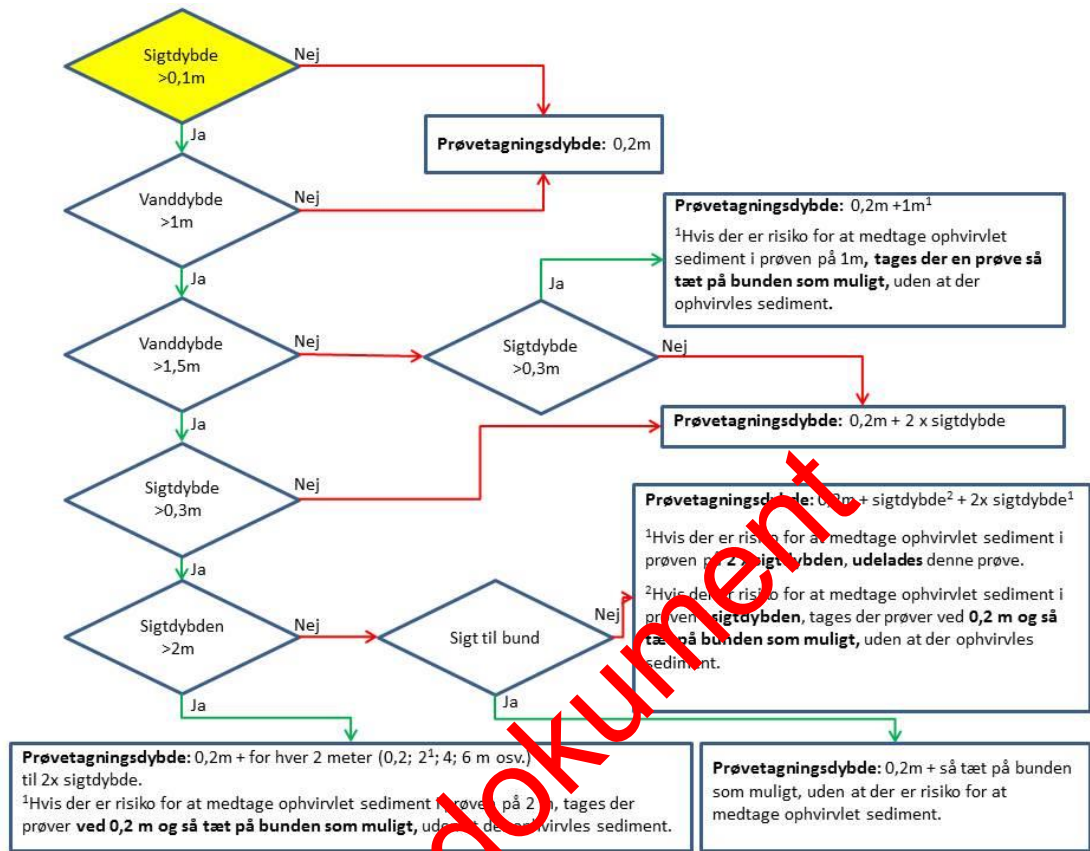 Sigtdybde
>0,1m
Nej
Ja
Prøvetagningsdybde: 0,2m
Vanddybde
>1m
Nej
Ja
Prøvetagningsdybde: 0,2m +1m¹
¹Hvis der er risiko for at medtage ophvirvlet
sediment i prøven på 1m, tages der en prøve så
tæt på bunden som muligt, uden at der
ophvirvles sediment.
Vanddybde
>1,5m
Nej
Ja
Sigtdybde
>0,3m
Ja
Nej
Prøvetagningsdybde: 0,2m + 2 x sigtdybde
Sigtdybde
>0,3m
Nej
Ja
Prøvetagningsdybde: 0,2m + sigtdybde² + 2x sigtdybde¹
¹Hvis der er risiko for at medtage ophvirvlet sediment i
prøven på 2 x sigtdybden, udelades denne prøve.
²Hvis der er risiko for at medtage ophvirvlet sediment i
prøven sigtdybden, tages der prøver ved 0,2 m og så
tæt på bunden som muligt, uden at der ophvirvles
sediment.
Sigtdybden
>2m
Nej
Ja
Sigt til bund
Nej
Ja
Prøvetagningsdybde: 0,2m + for hver 2 meter (0,2; 2¹; 4; 6 m osv.)
til 2x sigtdybde.
¹Hvis der er risiko for at medtage ophvirvlet sediment i prøven på 2 m, tages der
prøver ved 0,2 m og så tæt på bunden som muligt, uden at der ophvirvles sediment.
Prøvetagningsdybde: 0,2m + så tæt på bunden
som muligt, uden at der er risiko for at
medtage ophvirvlet sediment.
dokument